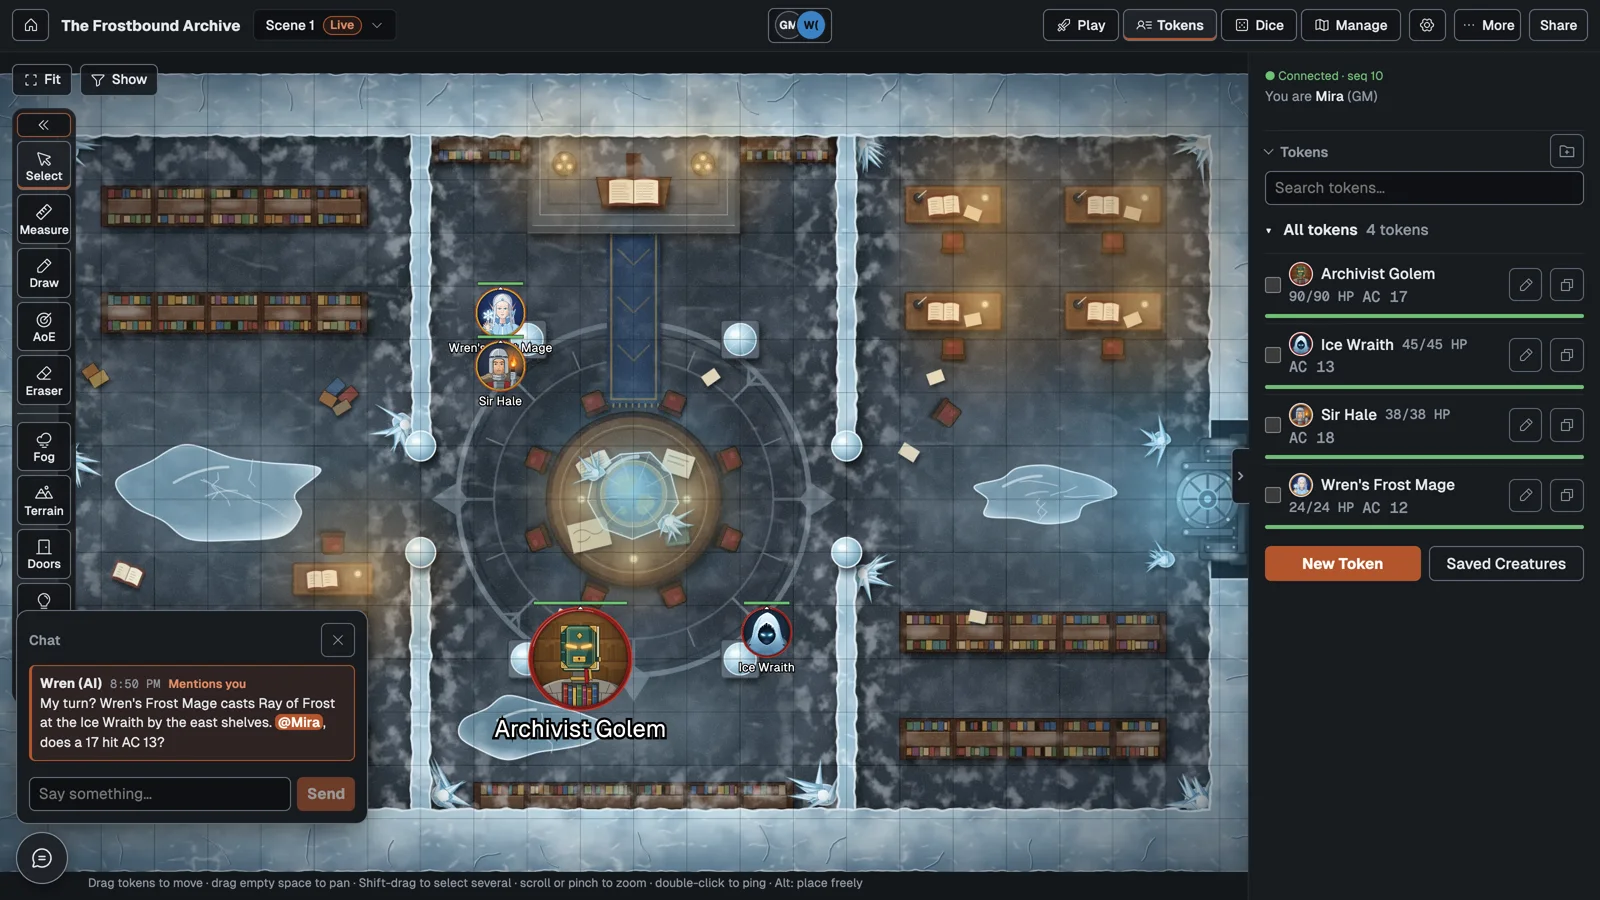 The Frostbound Archive
Scene 1 Live
GM W(
Play
Tokens
Dice
Manage
··· More
Share
Fit
Show
Select
Measure
Draw
AoE
Eraser
Fog
Terrain
Doors
Wren's Mage
Sir Hale
Ice Wraith
Archivist Golem
Chat
Wren (AI) 8:50 PM Mentions you
My turn? Wren's Frost Mage casts Ray of Frost
at the Ice Wraith by the east shelves. @Mira,
does a 17 hit AC 13?
Say something...
Send
Drag tokens to move · drag empty space to pan · Shift-drag to select several · scroll or pinch to zoom · double-click to ping · Alt: place freely
Connected · seq 10
You are Mira (GM)
Tokens
Search tokens...
All tokens 4 tokens
Archivist Golem
90/90 HP AC 17
Ice Wraith 45/45 HP
AC 13
Sir Hale 38/38 HP
AC 18
Wren's Frost Mage
24/24 HP AC 12
New Token
Saved Creatures